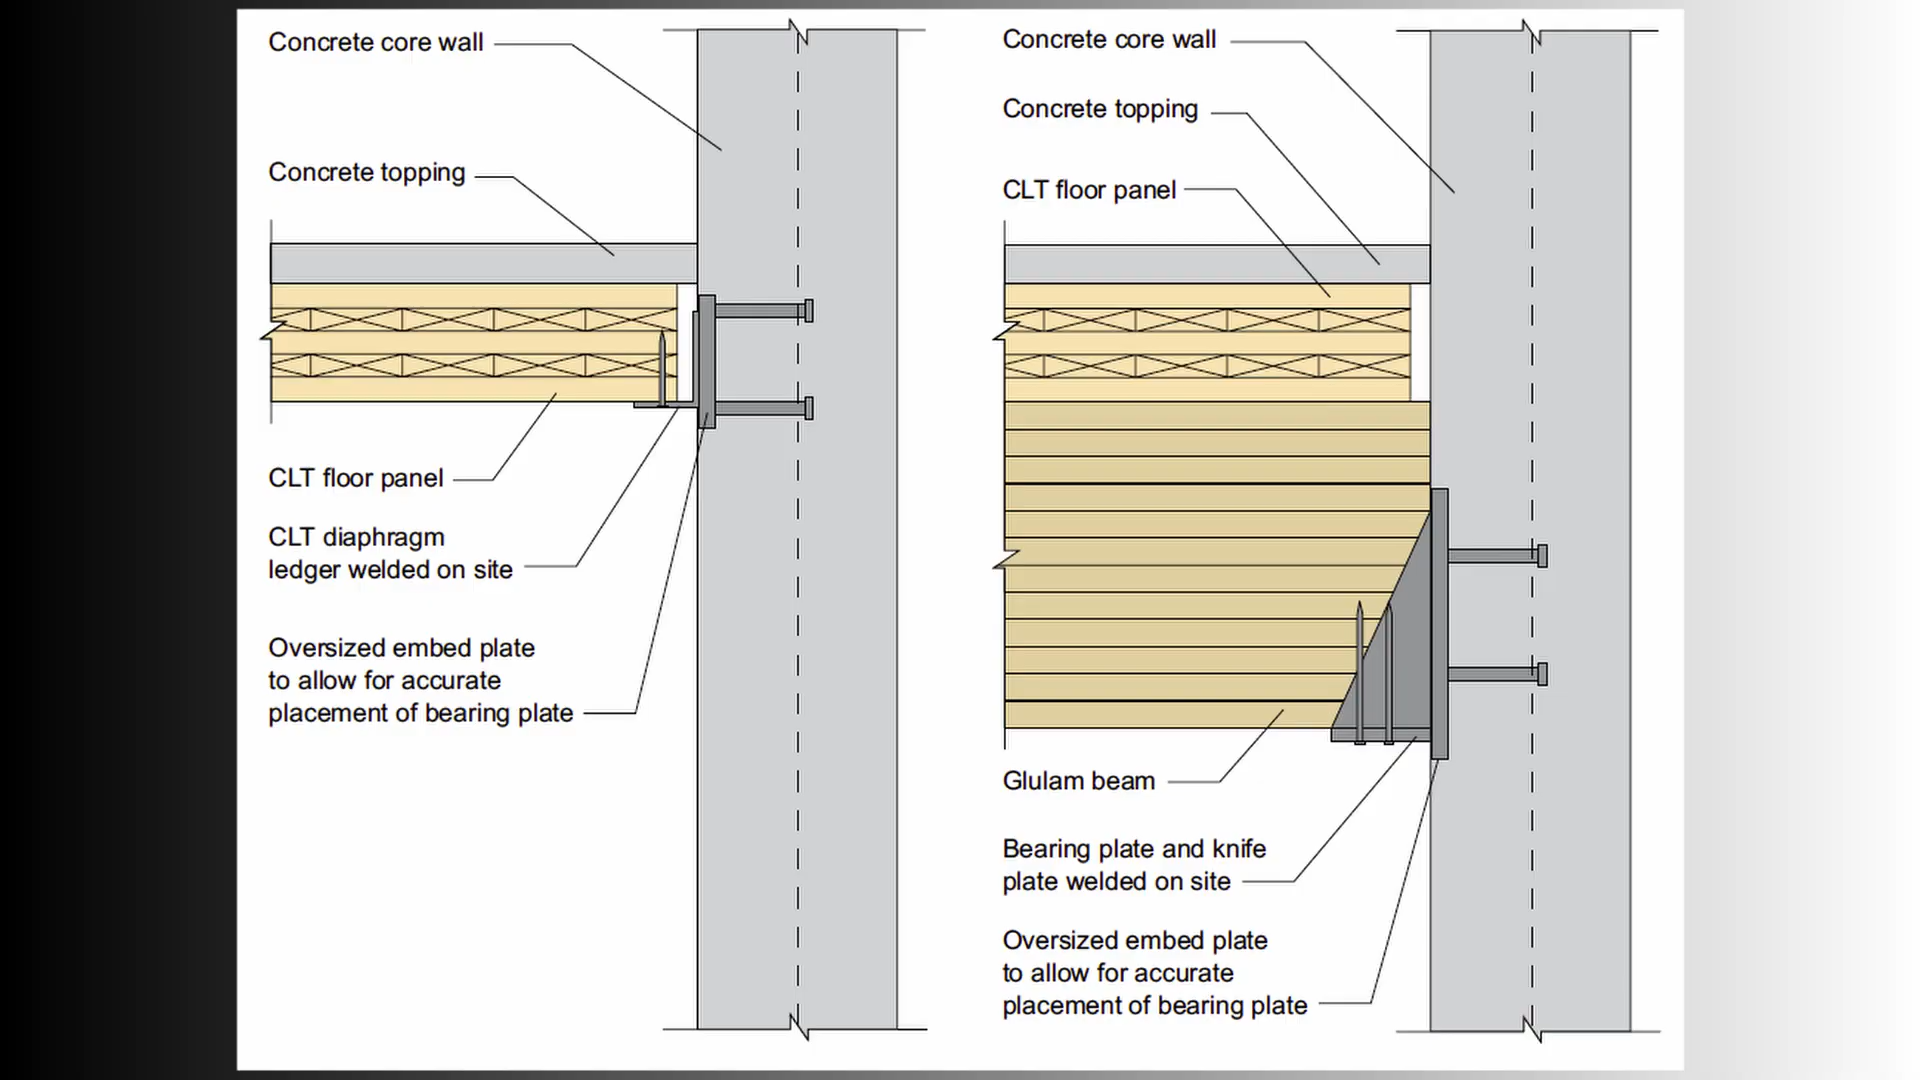 Concrete core wall
Concrete topping
CLT floor panel
CLT diaphragm
ledger welded on site
Oversized embed plate
to allow for accurate
placement of bearing plate
Concrete core wall
Concrete topping
CLT floor panel
Glulam beam
Bearing plate and knife
plate welded on site
Oversized embed plate
to allow for accurate
placement of bearing plate